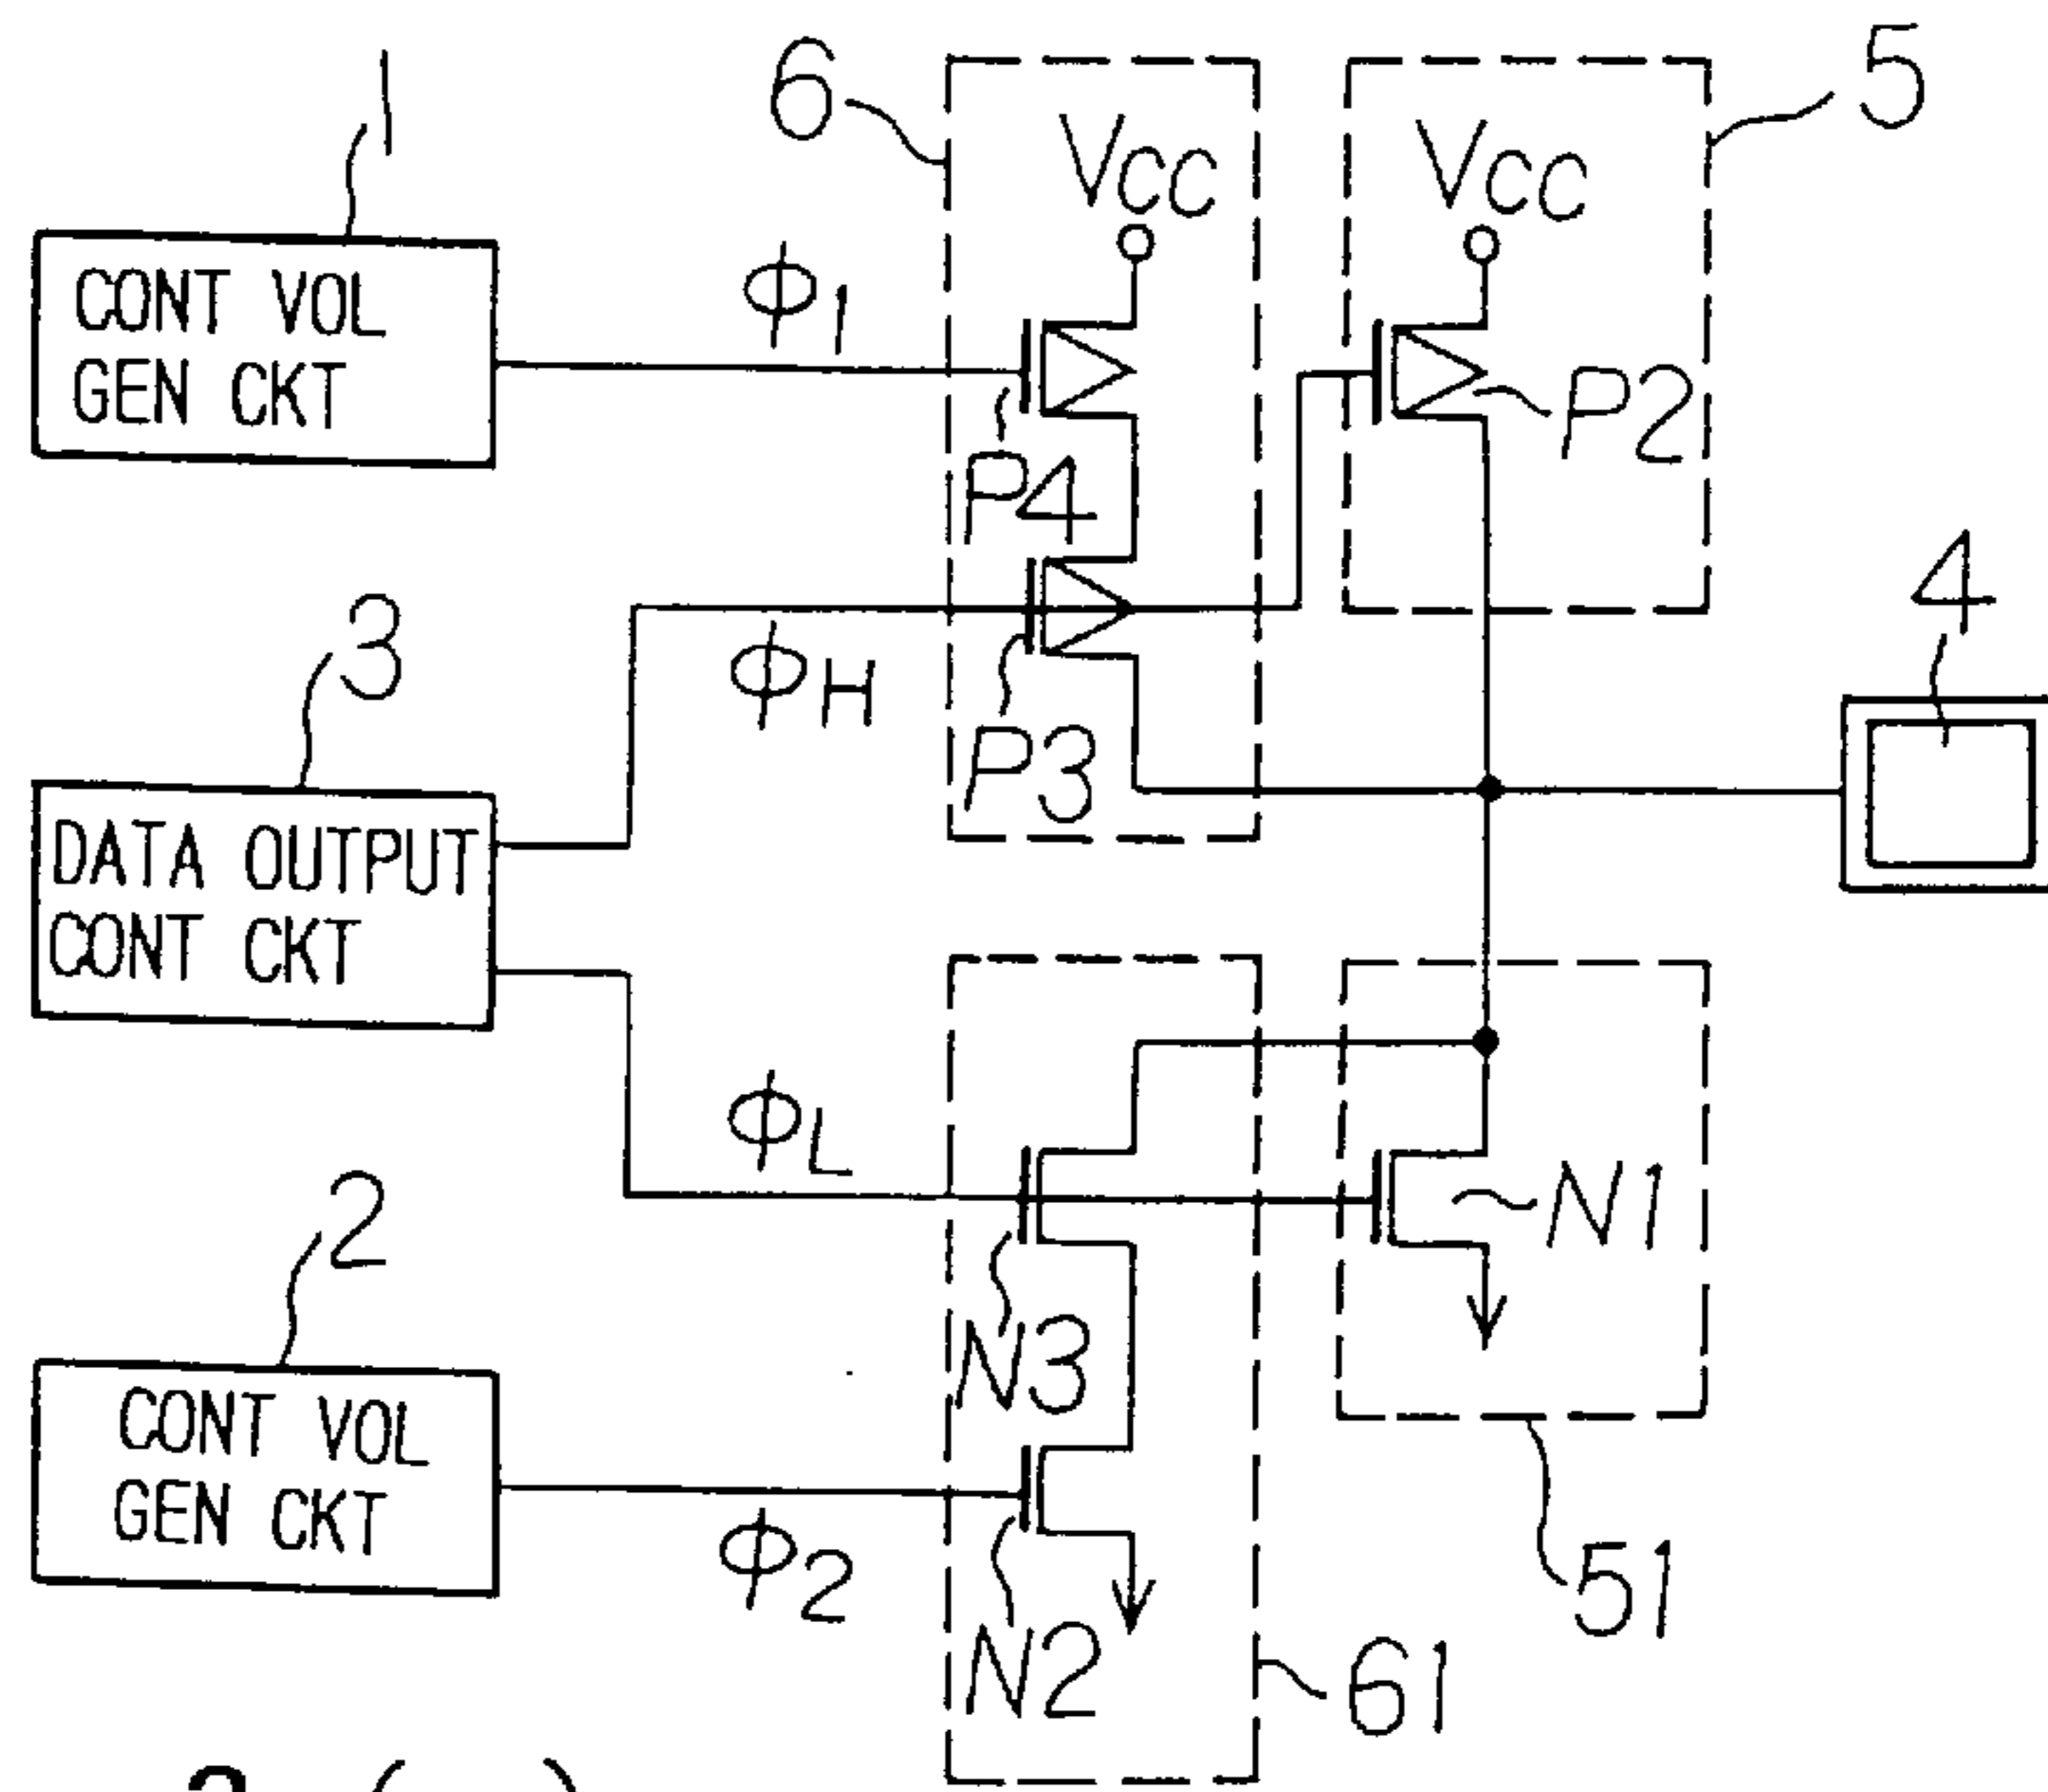 1
6
5
Vcc
Vcc
CONT VOL
GEN CKT
φ1
P4
P2
4
3
φH
P3
DATA OUTPUT
CONT CKT
φL
N1
2
N3
CONT VOL
GEN CKT
φ2
N2
51
61